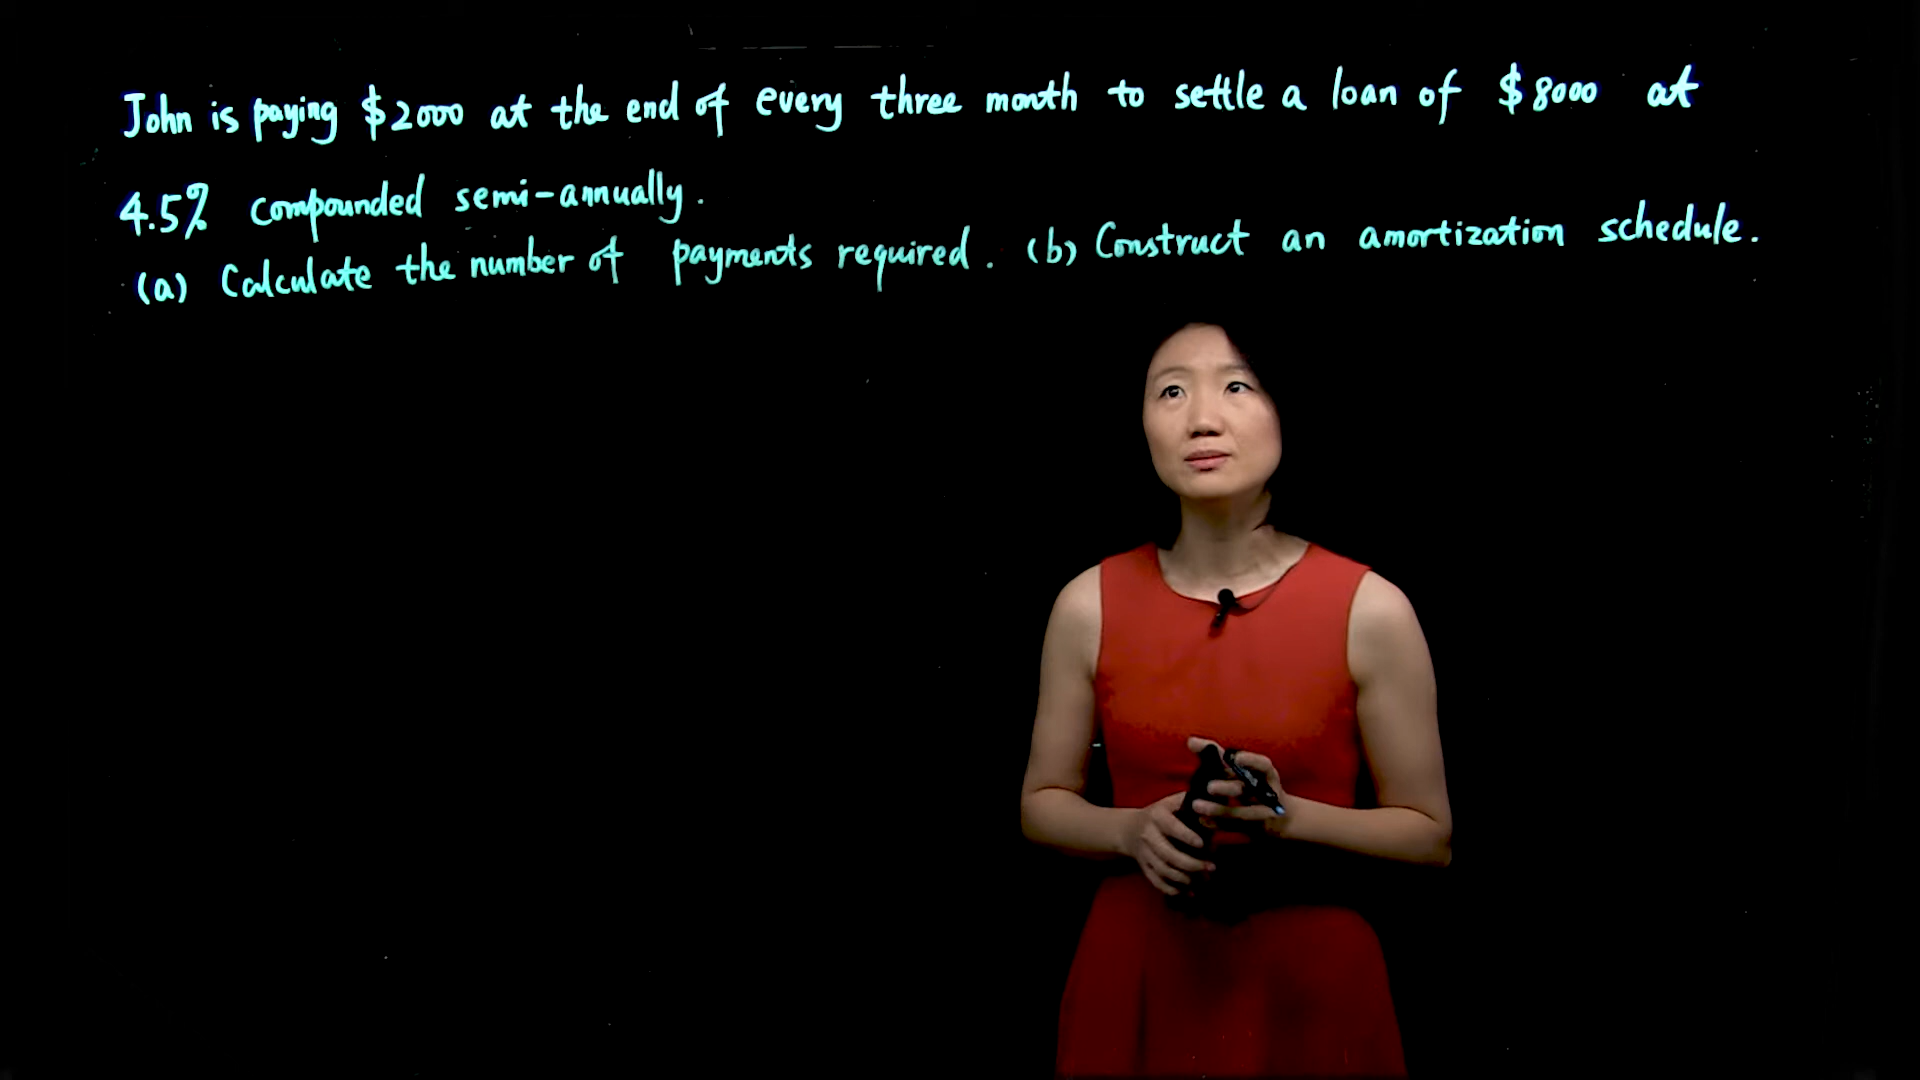 John is paying $2000 at the end of every three month to settle a loan of $8000 at
4.5% compounded semi-annually.
(a) Calculate the number of payments required. (b) Construct an amortization schedule.